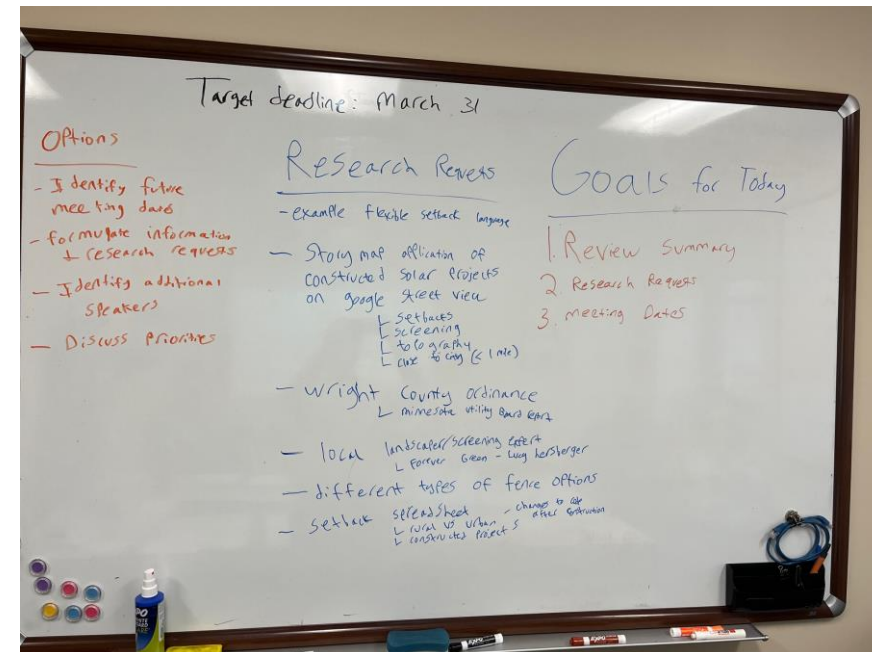 Target deadline: March 31
Options
- Identify future
meeting dates
- formulate information
+ research requests
- Identify additional
speakers
- Discuss Priorities
Research Requests
- example flexible setback language
- Story map application of
constructed solar projects
on google street view
└ setbacks
└ screening
└ topography
└ close to city (< 1 mile)
- Wright County Ordinance
└ minnesota utility Board report
- local landscaper/screening expert
└ Forever Green - Lucy Hershberger
- different types of fence options
- setback spreadsheet - changes to code
after construction
└ rural vs urban
└ constructed projects
Goals for Today
1. Review Summary
2. Research Requests
3. Meeting Dates
EXPO
EXPO